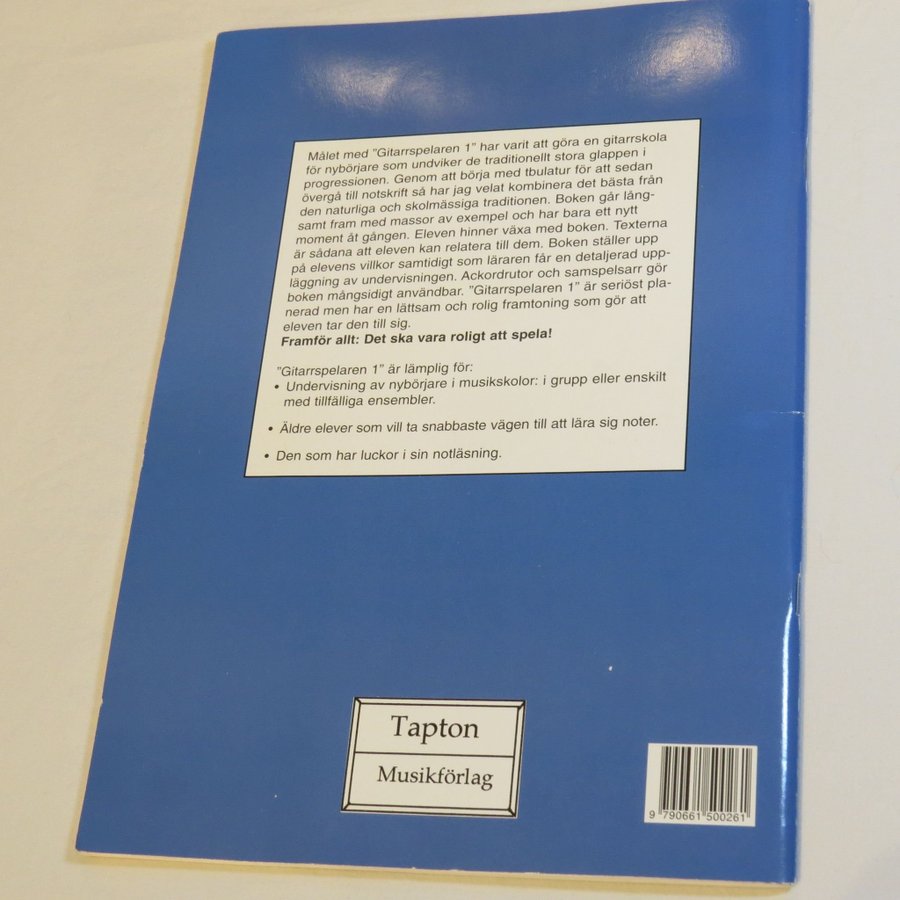 Målet med ”Gitarrspelaren 1” har varit att göra en gitarrskola
för nybörjare som undviker de traditionellt stora glappen i
progressionen. Genom att börja med tbulatur för att sedan
övergå till notskrift så har jag velat kombinera det bästa från
den naturliga och skolmässiga traditionen. Boken går lång-
samt fram med massor av exempel och har bara ett nytt
moment åt gången. Eleven hinner växa med boken. Texterna
är sådana att eleven kan relatera till dem. Boken ställer upp
på elevens villkor samtidigt som läraren får en detaljerad upp-
läggning av undervisningen. Ackordrutor och samspelsarr gör
boken mångsidigt användbar. ”Gitarrspelaren 1” är seriöst pla-
nerad men har en lättsam och rolig framtoning som gör att
eleven tar den till sig.
Framför allt: Det ska vara roligt att spela!
”Gitarrspelaren 1” är lämplig för:
• Undervisning av nybörjare i musikskolor: i grupp eller enskilt
med tillfälliga ensembler.
• Äldre elever som vill ta snabbaste vägen till att lära sig noter.
• Den som har luckor i sin notläsning.
Tapton
Musikförlag
9 790661 500261